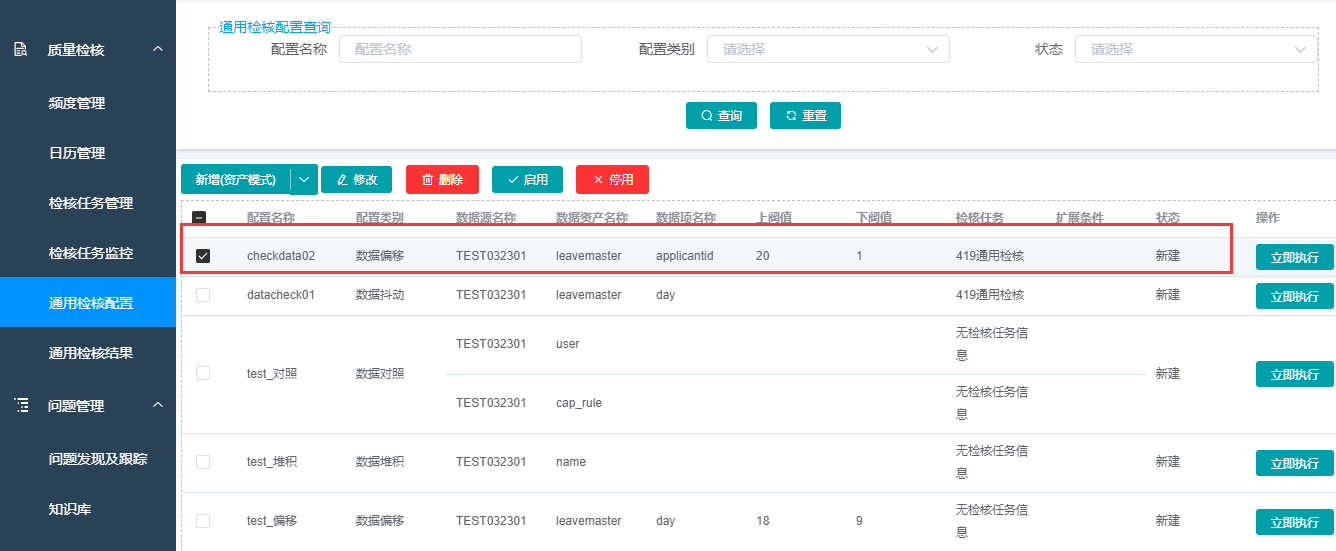 质量检核
频度管理
日历管理
检核任务管理
检核任务监控
通用检核配置
通用检核结果
问题管理
问题发现及跟踪
知识库
通用检核配置查询
配置名称 配置名称 配置类别 请选择 状态 请选择
查询 重置
新增(资产模式) 修改 删除 启用 停用
配置名称 配置类别 数据源名称 数据资产名称 数据项名称 上阀值 下阀值 检核任务 扩展条件 状态 操作
checkdata02 数据偏移 TEST032301 leavemaster applicantid 20 1 419通用检核 新建 立即执行
datacheck01 数据抖动 TEST032301 leavemaster day 419通用检核 新建 立即执行
test_对照 数据对照 TEST032301 user 无检核任务信
息 新建 立即执行
TEST032301 cap_rule 无检核任务信
息
test_堆积 数据堆积 TEST032301 name 无检核任务信
息 新建 立即执行
test_偏移 数据偏移 TEST032301 leavemaster day 18 9 无检核任务信
息 新建 立即执行